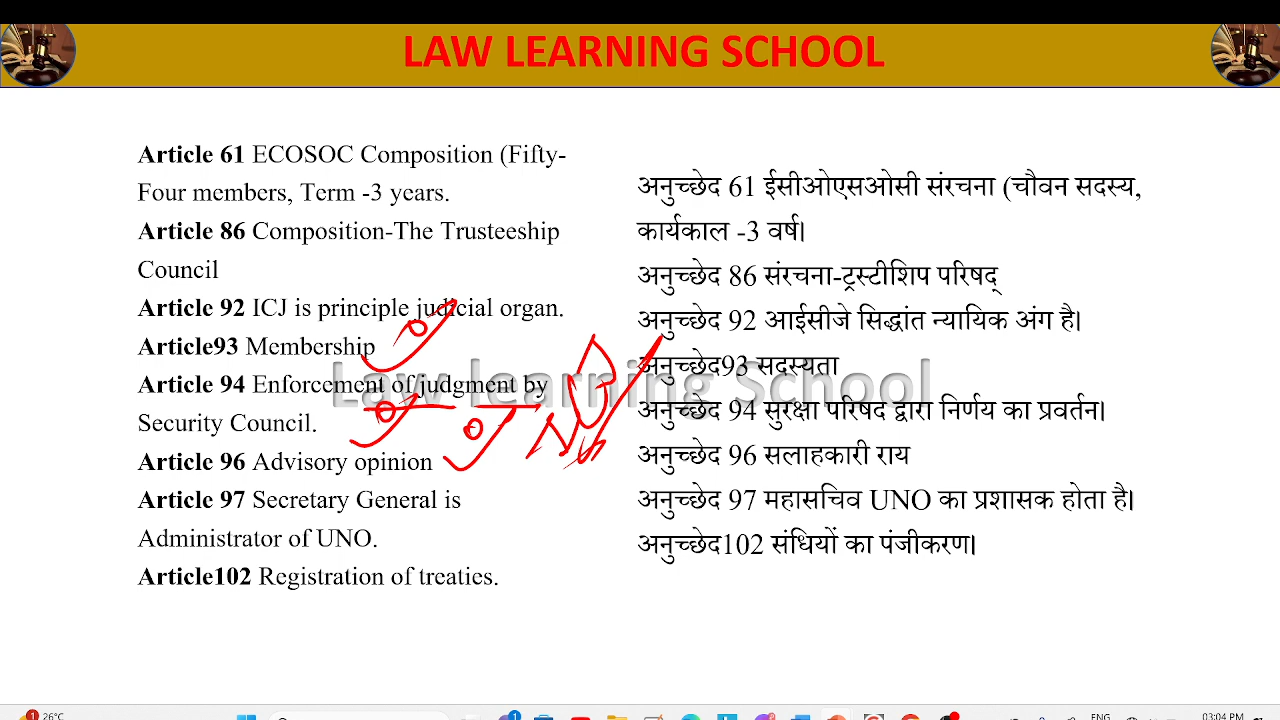 LAW LEARNING SCHOOL
Article 61 ECOSOC Composition (Fifty-
Four members, Term -3 years.
Article 86 Composition-The Trusteeship
Council
Article 92 ICJ is principle judicial organ.
Article93 Membership
Article 94 Enforcement of judgment by
Security Council.
Article 96 Advisory opinion
Article 97 Secretary General is
Administrator of UNO.
Article102 Registration of treaties.
अनुच्छेद 61 ईसीओएसओसी संरचना (चौवन सदस्य,
कार्यकाल -3 वर्ष।
अनुच्छेद 86 संरचना-ट्रस्टीशिप परिषद्
अनुच्छेद 92 आईसीजे सिद्धांत न्यायिक अंग है।
अनुच्छेद93 सदस्यता
अनुच्छेद 94 सुरक्षा परिषद द्वारा निर्णय का प्रवर्तन।
अनुच्छेद 96 सलाहकारी राय
अनुच्छेद 97 महासचिव UNO का प्रशासक होता है।
अनुच्छेद102 संधियों का पंजीकरण।
Law learning School
26°C
ENG
03:04 PM